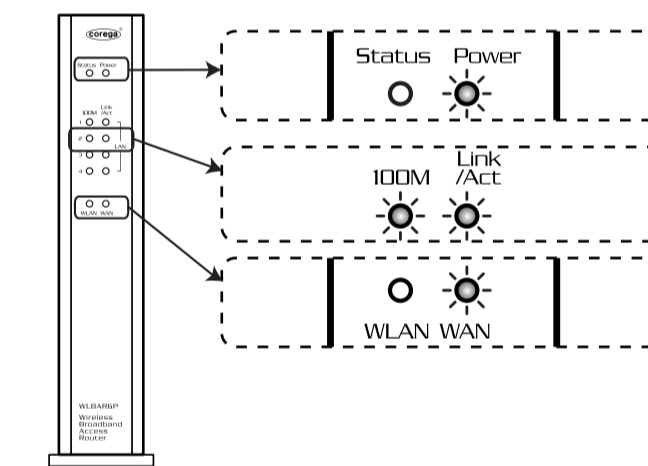 corega
Status Power
100M Link
/Act
1
2
LAN
3
4
WLAN WAN
WLBARGP
Wireless
Broadband
Access
Router
Status Power
Link
100M /Act
WLAN WAN